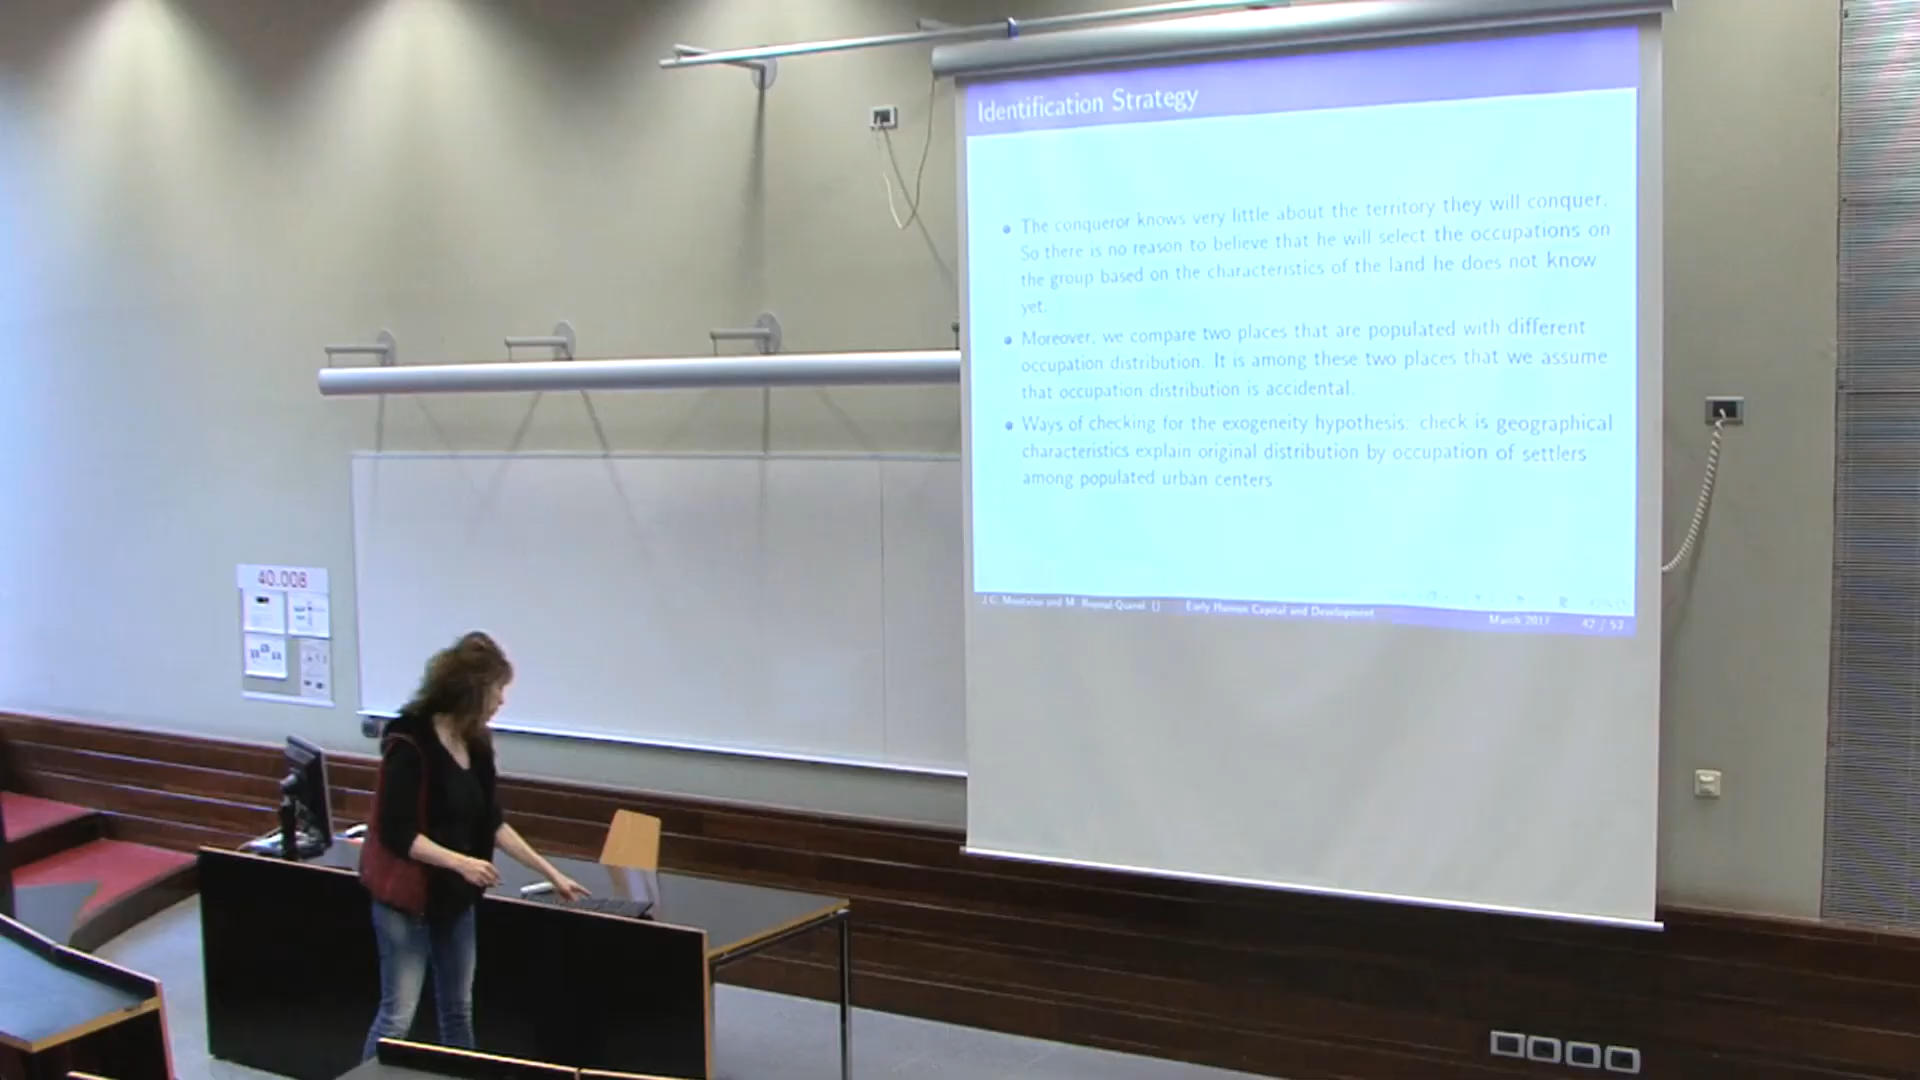 Identification Strategy
The conqueror knows very little about the territory they will conquer.
So there is no reason to believe that he will select the occupations on
the group based on the characteristics of the land he does not know
yet.
Moreover, we compare two places that are populated with different
occupation distribution. It is among these two places that we assume
that occupation distribution is accidental.
Ways of checking for the exogeneity hypothesis: check is geographical
characteristics explain original distribution by occupation of settlers
among populated urban centers
J.G. Montalvo and M. Reynal-Querol () Early Human Capital and Development March 2017 42 / 53
40.008